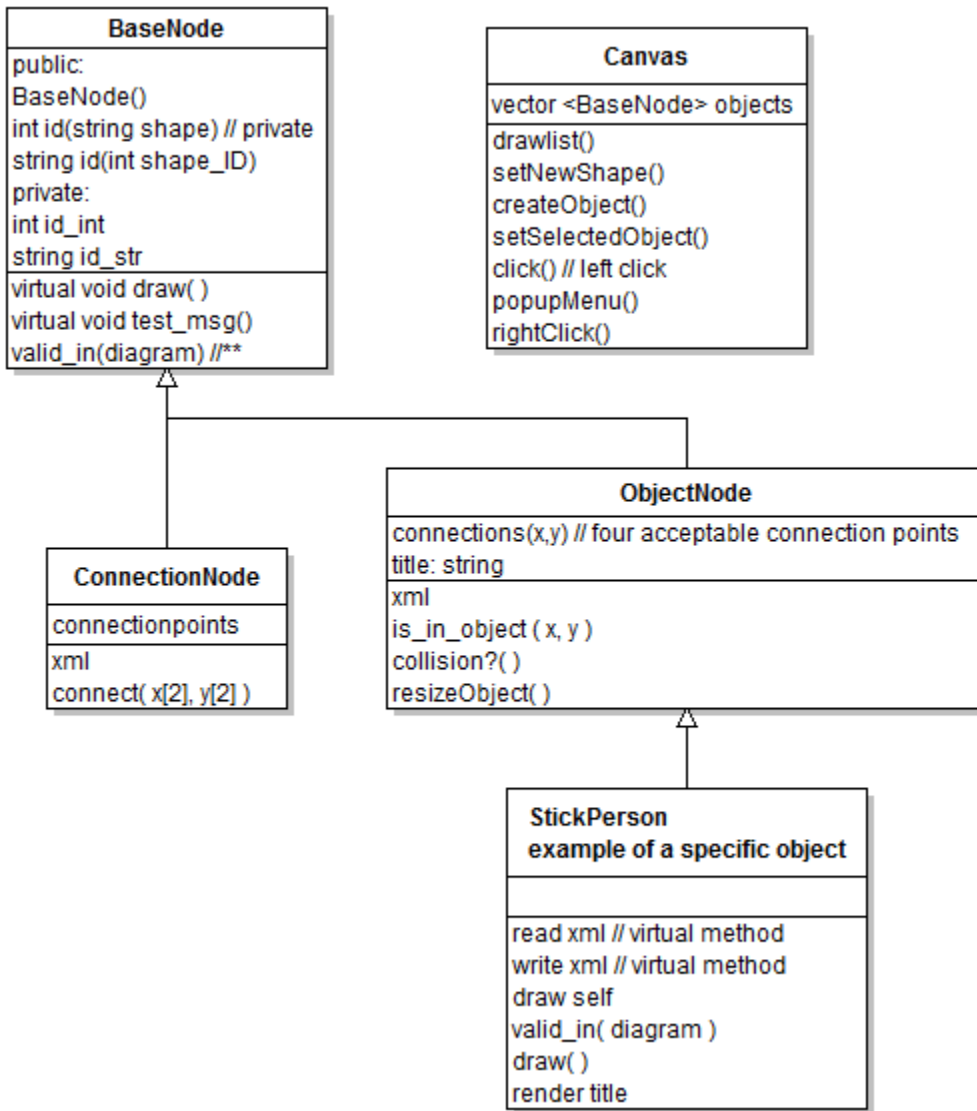 BaseNode
public:
BaseNode()
int id(string shape) // private
string id(int shape_ID)
private:
int id_int
string id_str
virtual void draw( )
virtual void test_msg()
valid_in(diagram) //**
Canvas
vector <BaseNode> objects
drawlist()
setNewShape()
createObject()
setSelectedObject()
click() // left click
popupMenu()
rightClick()
ConnectionNode
connectionpoints
xml
connect( x[2], y[2] )
ObjectNode
connections(x,y) // four acceptable connection points
title: string
xml
is_in_object ( x, y )
collision?( )
resizeObject( )
StickPerson
example of a specific object
read xml // virtual method
write xml // virtual method
draw self
valid_in( diagram )
draw( )
render title